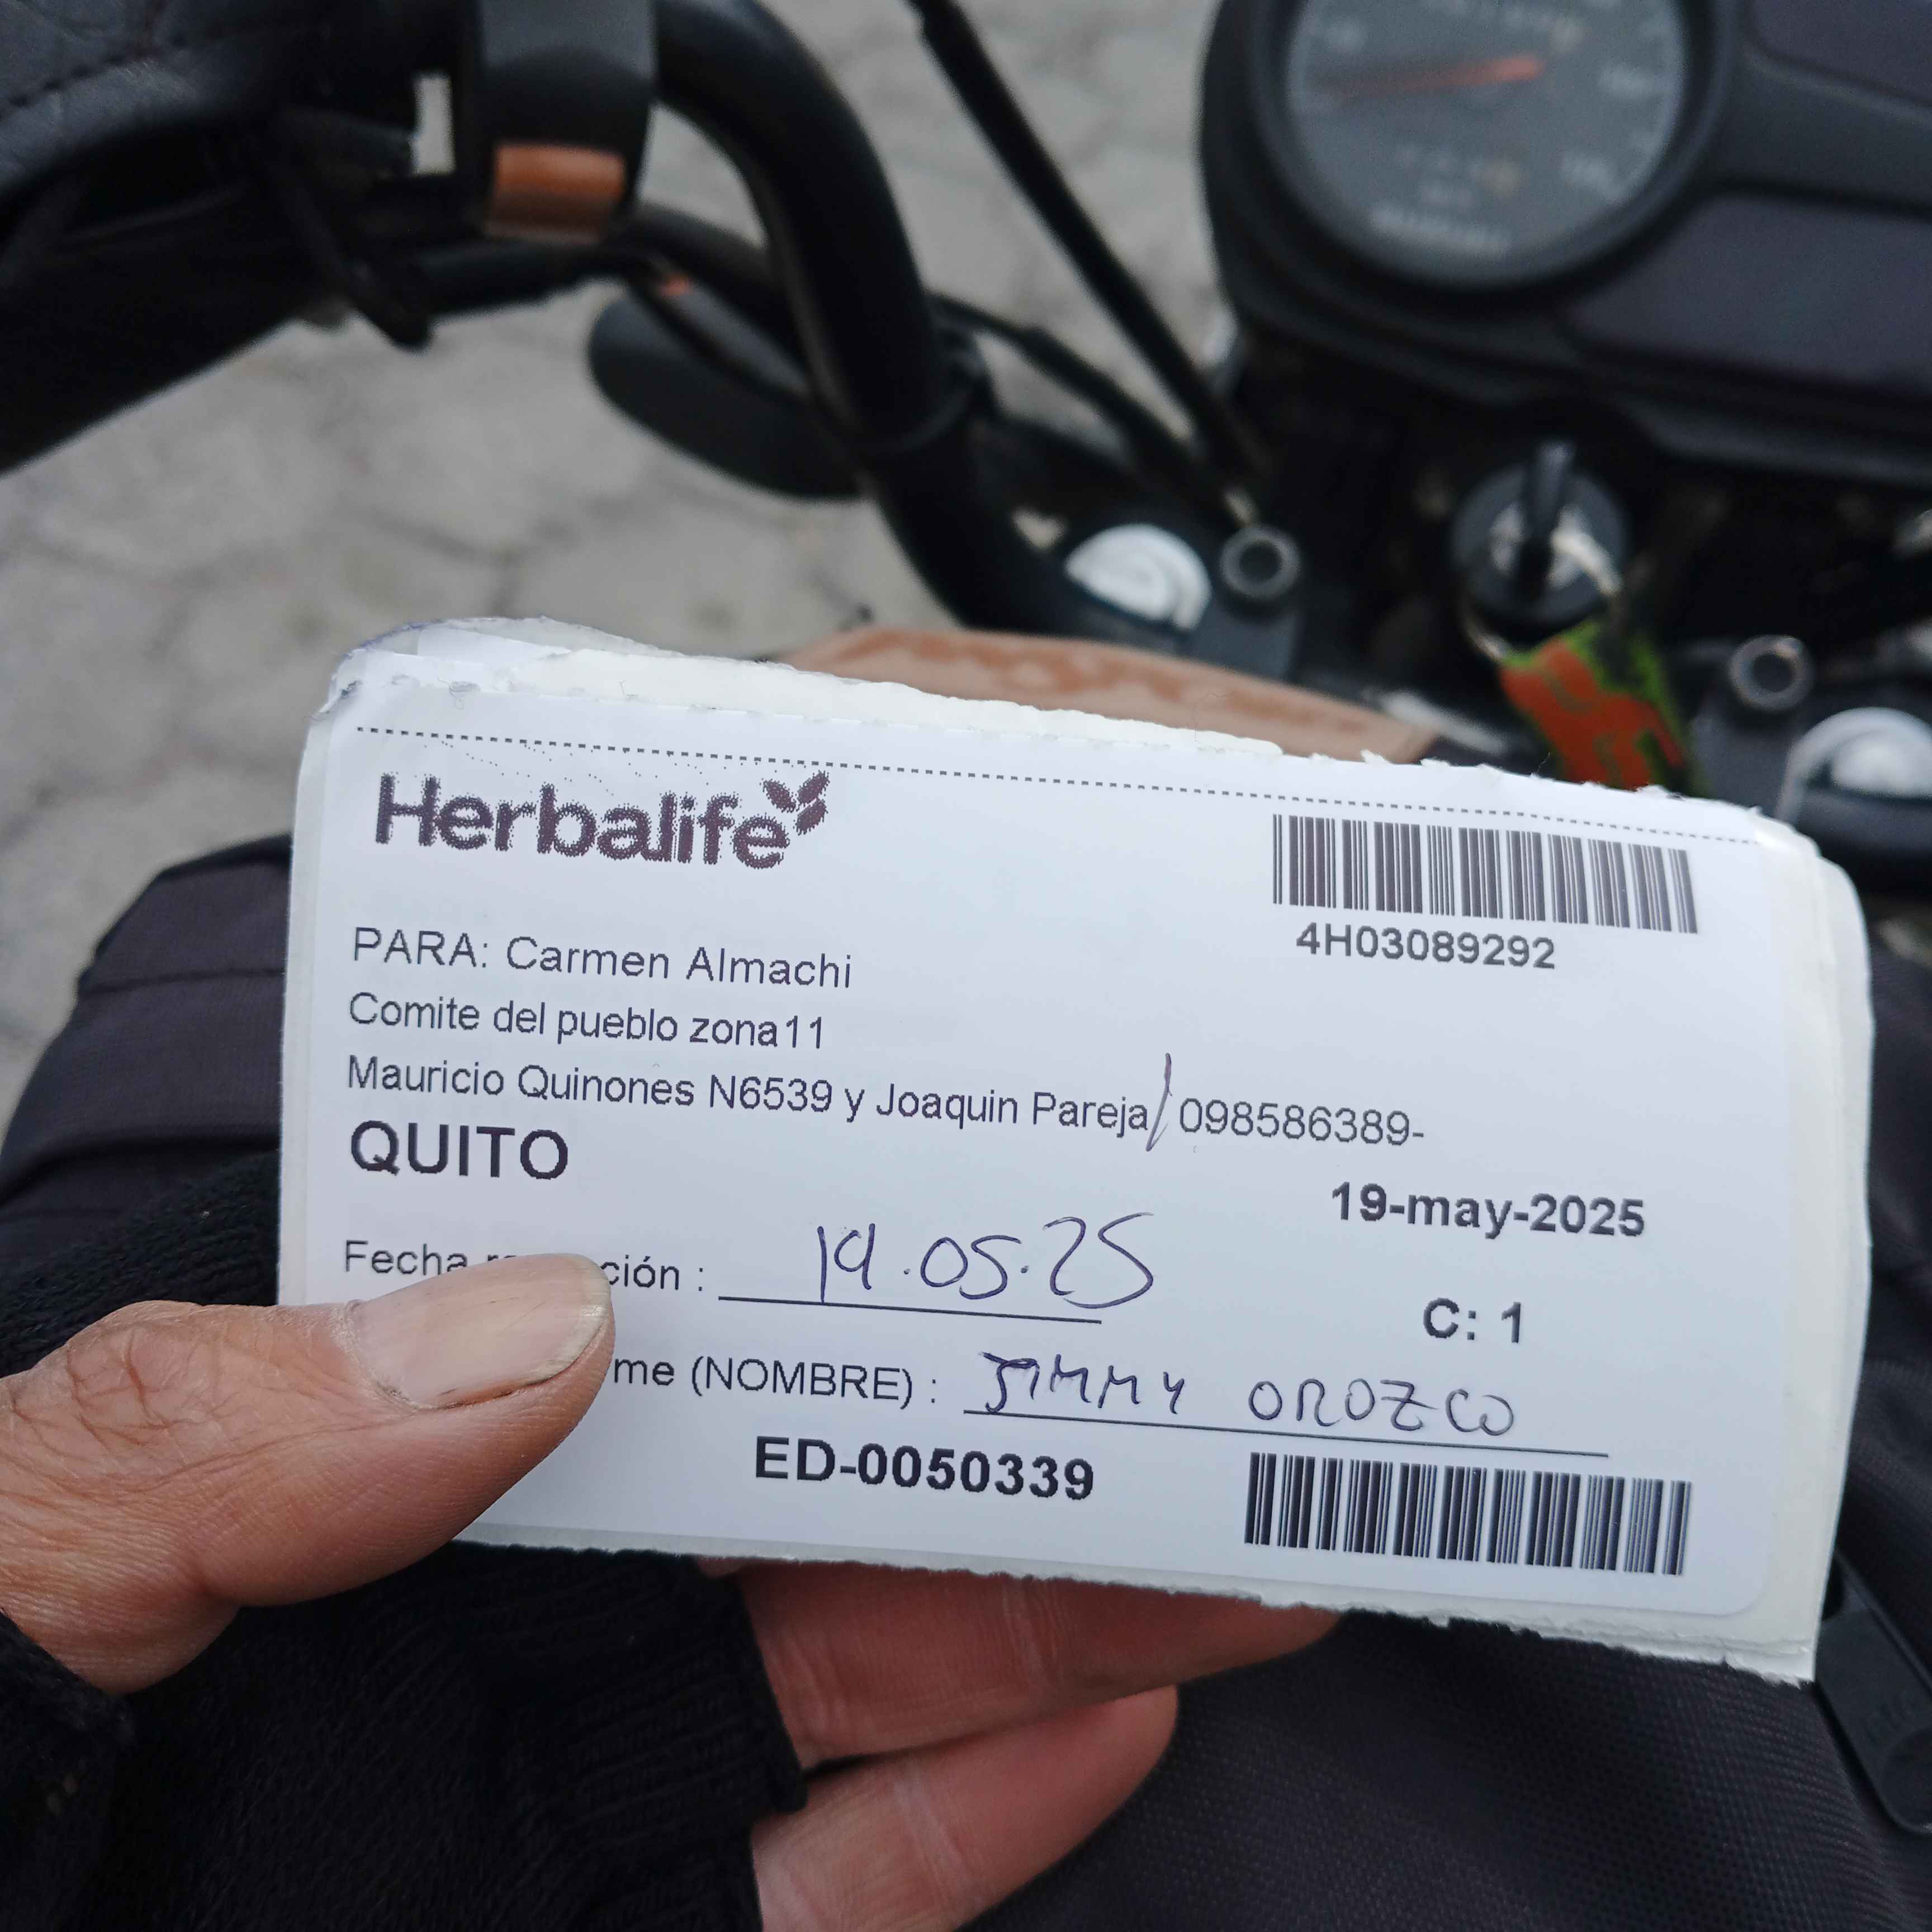 Herbalife
4H03089292
PARA: Carmen Almachi
Comite del pueblo zona11
Mauricio Quinones N6539 y Joaquin Pareja/ 098586389-
QUITO
19-may-2025
Fecha ción : 19.05.25
C: 1
me (NOMBRE) : JIMMY OROZCO
ED-0050339